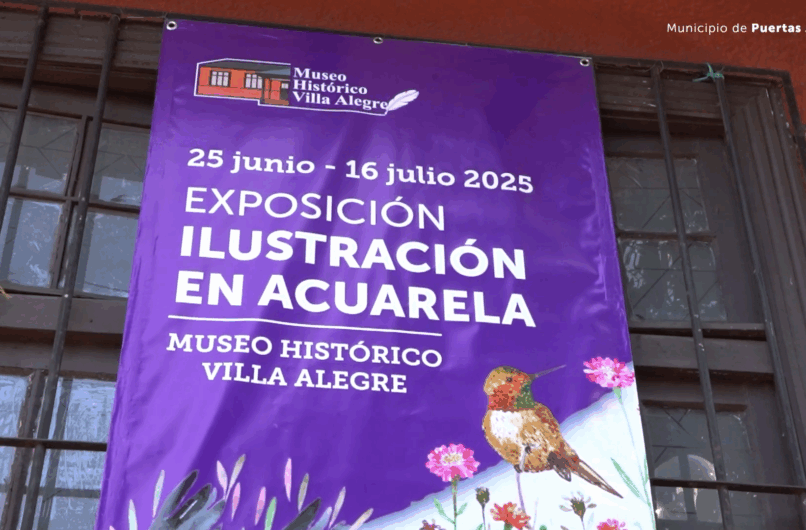 Municipio de Puertas
Museo
Histórico
Villa Alegre
25 junio - 16 julio 2025
EXPOSICIÓN
ILUSTRACIÓN
EN ACUARELA
MUSEO HISTÓRICO
VILLA ALEGRE